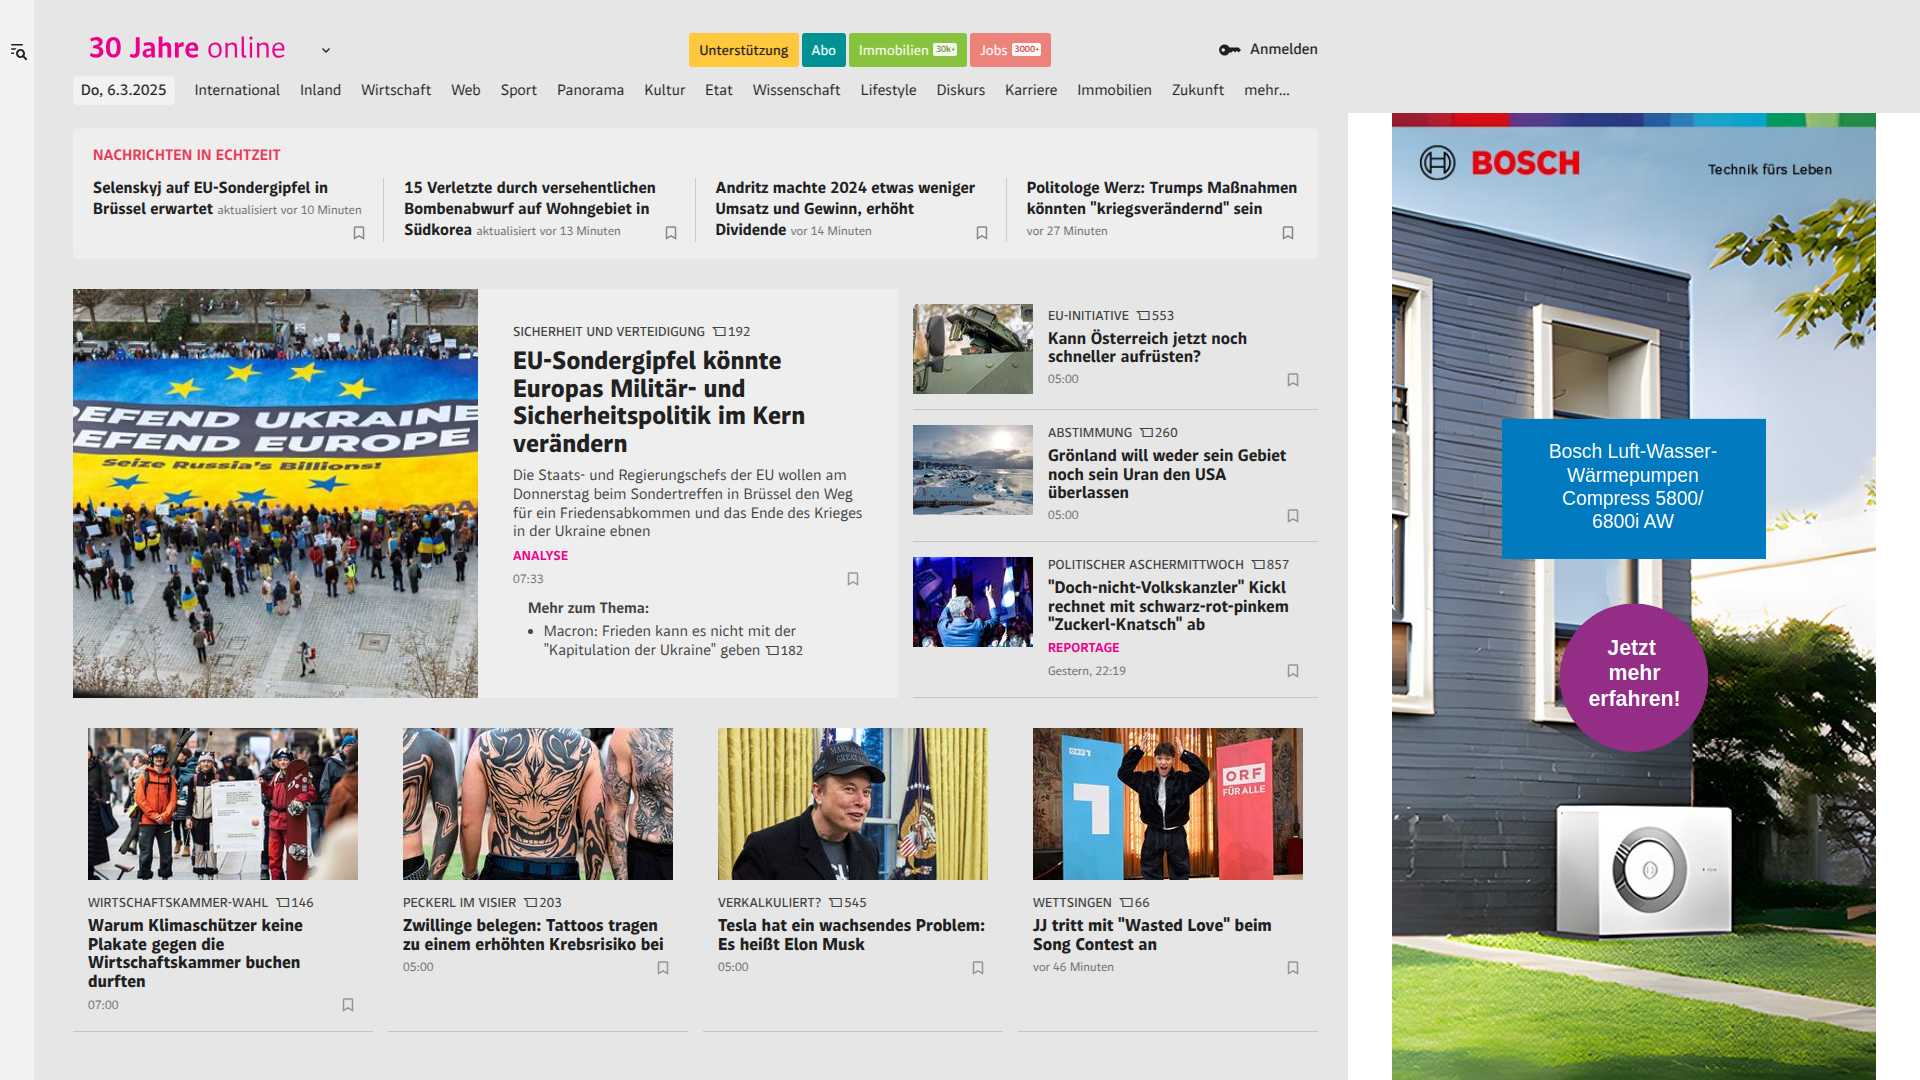 30 Jahre online
Unterstützung
Abo
Immobilien 30k+
Jobs 3000+
Anmelden
Do, 6.3.2025
International
Inland
Wirtschaft
Web
Sport
Panorama
Kultur
Etat
Wissenschaft
Lifestyle
Diskurs
Karriere
Immobilien
Zukunft
mehr...
NACHRICHTEN IN ECHTZEIT
Selenskyj auf EU-Sondergipfel in
Brüssel erwartet aktualisiert vor 10 Minuten
15 Verletzte durch versehentlichen
Bombenabwurf auf Wohngebiet in
Südkorea aktualisiert vor 13 Minuten
Andritz machte 2024 etwas weniger
Umsatz und Gewinn, erhöht
Dividende vor 14 Minuten
Politologe Werz: Trumps Maßnahmen
könnten "kriegsverändernd" sein
vor 27 Minuten
DEFEND UKRAINE
DEFEND EUROPE
Seize Russia's Billions!
SICHERHEIT UND VERTEIDIGUNG 192
EU-Sondergipfel könnte
Europas Militär- und
Sicherheitspolitik im Kern
verändern
Die Staats- und Regierungschefs der EU wollen am
Donnerstag beim Sondertreffen in Brüssel den Weg
für ein Friedensabkommen und das Ende des Krieges
in der Ukraine ebnen
ANALYSE
07:33
Mehr zum Thema:
• Macron: Frieden kann es nicht mit der
"Kapitulation der Ukraine" geben 182
EU-INITIATIVE 553
Kann Österreich jetzt noch
schneller aufrüsten?
05:00
ABSTIMMUNG 260
Grönland will weder sein Gebiet
noch sein Uran den USA
überlassen
05:00
POLITISCHER ASCHERMITTWOCH 857
"Doch-nicht-Volkskanzler" Kickl
rechnet mit schwarz-rot-pinkem
"Zuckerl-Knatsch" ab
REPORTAGE
Gestern, 22:19
WIRTSCHAFTSKAMMER-WAHL 146
Warum Klimaschützer keine
Plakate gegen die
Wirtschaftskammer buchen
durften
07:00
PECKERL IM VISIER 203
Zwillinge belegen: Tattoos tragen
zu einem erhöhten Krebsrisiko bei
05:00
VERKALKULIERT? 545
Tesla hat ein wachsendes Problem:
Es heißt Elon Musk
05:00
ORF 1
1
ORF
FÜR ALLE
WETTSINGEN 66
JJ tritt mit "Wasted Love" beim
Song Contest an
vor 46 Minuten
BOSCH
Technik fürs Leben
Bosch Luft-Wasser-
Wärmepumpen
Compress 5800/
6800i AW
Jetzt
mehr
erfahren!